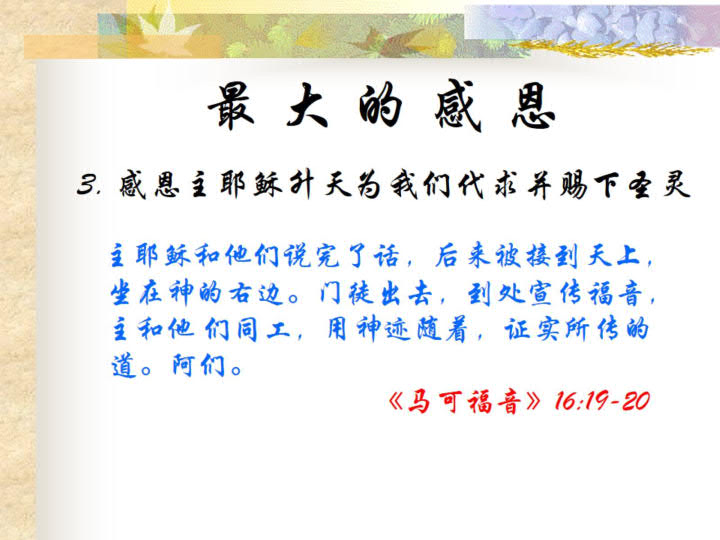 最大的感恩
3. 感恩主耶稣升天为我们代求并赐下圣灵
主耶稣和他们说完了话，后来被接到天上，
坐在神的右边。门徒出去，到处宣传福音，
主和他 们同工，用神迹随着，证实所传的
道。阿们。
《马可福音》16:19-20